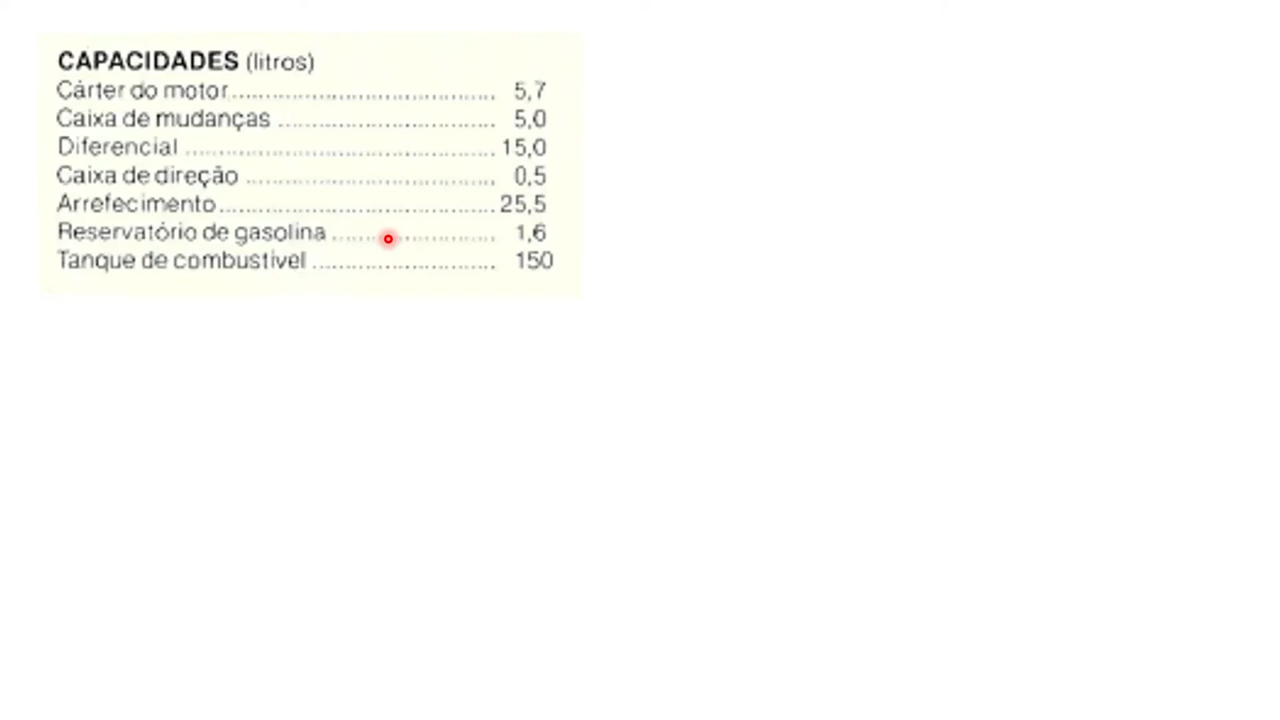 CAPACIDADES (litros)
Cárter do motor........................................ 5,7
Caixa de mudanças ................................. 5,0
Diferencial ............................................... 15,0
Caixa de direção ...................................... 0,5
Arrefecimento.......................................... 25,5
Reservatório de gasolina ......................... 1,6
Tanque de combustível ............................ 150